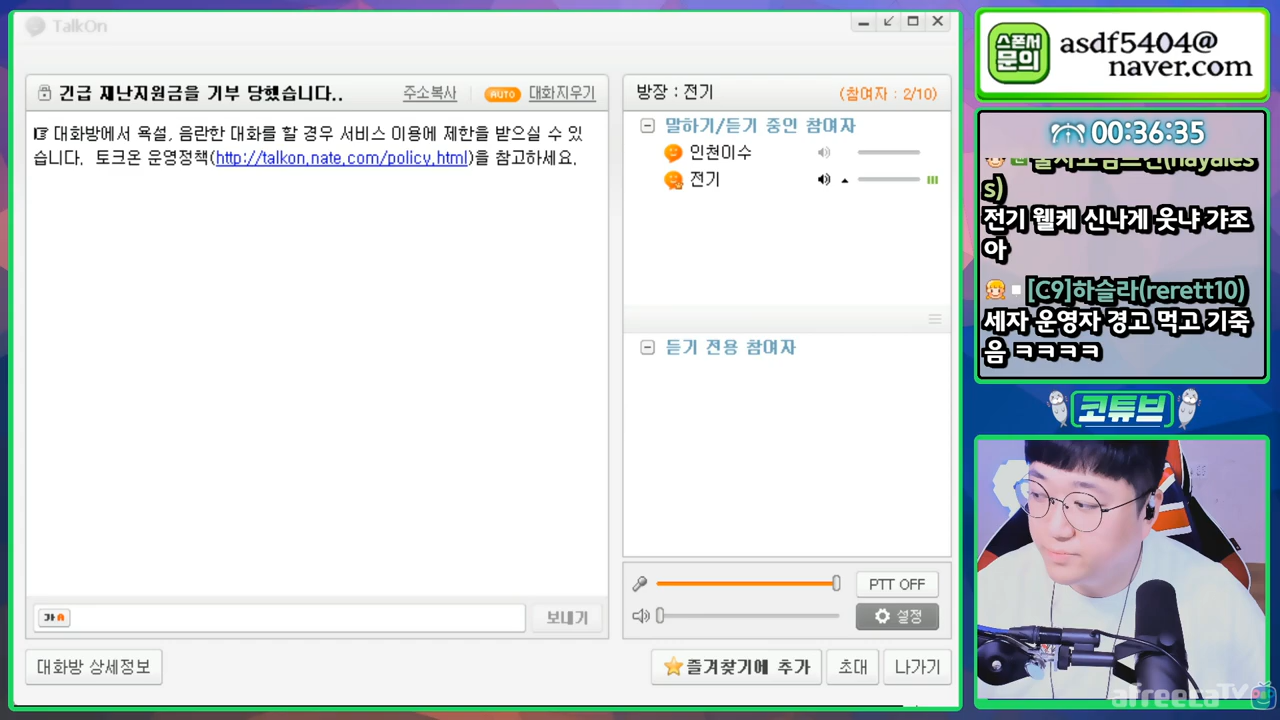 TalkOn
긴급 재난지원금을 기부 당했습니다..
주소복사
AUTO
대화지우기
☞ 대화방에서 욕설, 음란한 대화를 할 경우 서비스 이용에 제한을 받으실 수 있
습니다. 토크온 운영정책(http://talkon.nate.com/policy.html)을 참고하세요.
가
보내기
대화방 상세정보
방장 : 전기
(참여자 : 2/10)
말하기/듣기 중인 참여자
인천이수
전기
듣기 전용 참여자
PTT OFF
설정
즐겨찾기에 추가
초대
나가기
스폰서
문의
asdf5404@
naver.com
00:36:35
s)
전기 웰케 신나게 웃냐 갸조
아
[C9]하슬라(rerett10)
세자 운영자 경고 먹고 기죽
음 ㅋㅋㅋㅋ
코튜브
afreecaTV